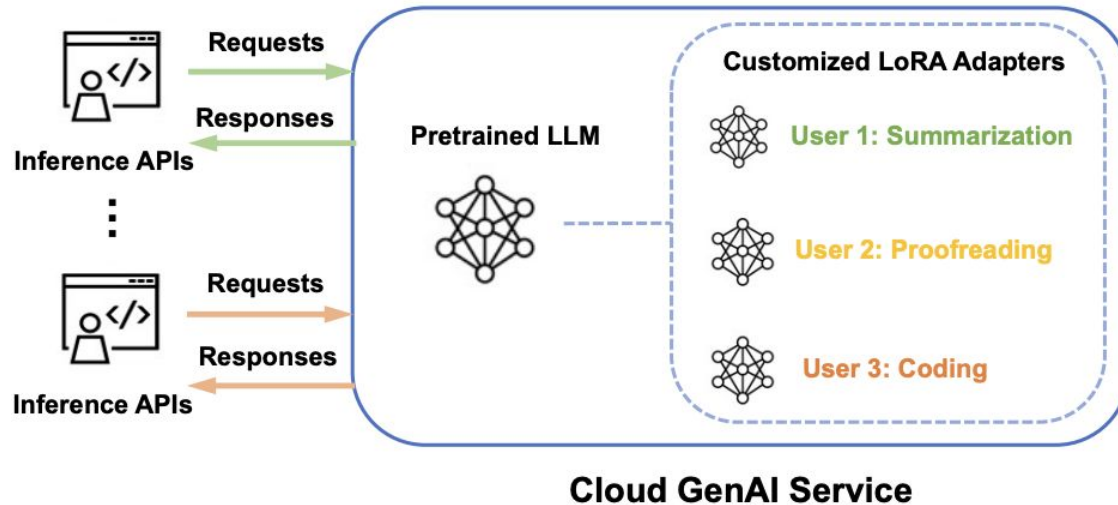 Requests
Responses
Inference APIs
Requests
Responses
Inference APIs
Pretrained LLM
Customized LoRA Adapters
User 1: Summarization
User 2: Proofreading
User 3: Coding
Cloud GenAI Service